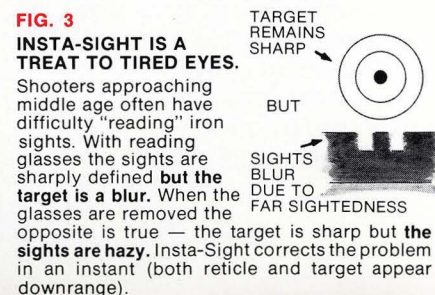 FIG. 3
INSTA-SIGHT IS A
TREAT TO TIRED EYES.
Shooters approaching
middle age often have
difficulty "reading" iron
sights. With reading
glasses the sights are
sharply defined but the
target is a blur. When the
glasses are removed the
opposite is true — the target is sharp but the
sights are hazy. Insta-Sight corrects the problem
in an instant (both reticle and target appear
downrange).
TARGET
REMAINS
SHARP
BUT
SIGHTS
BLUR
DUE TO
FAR SIGHTEDNESS